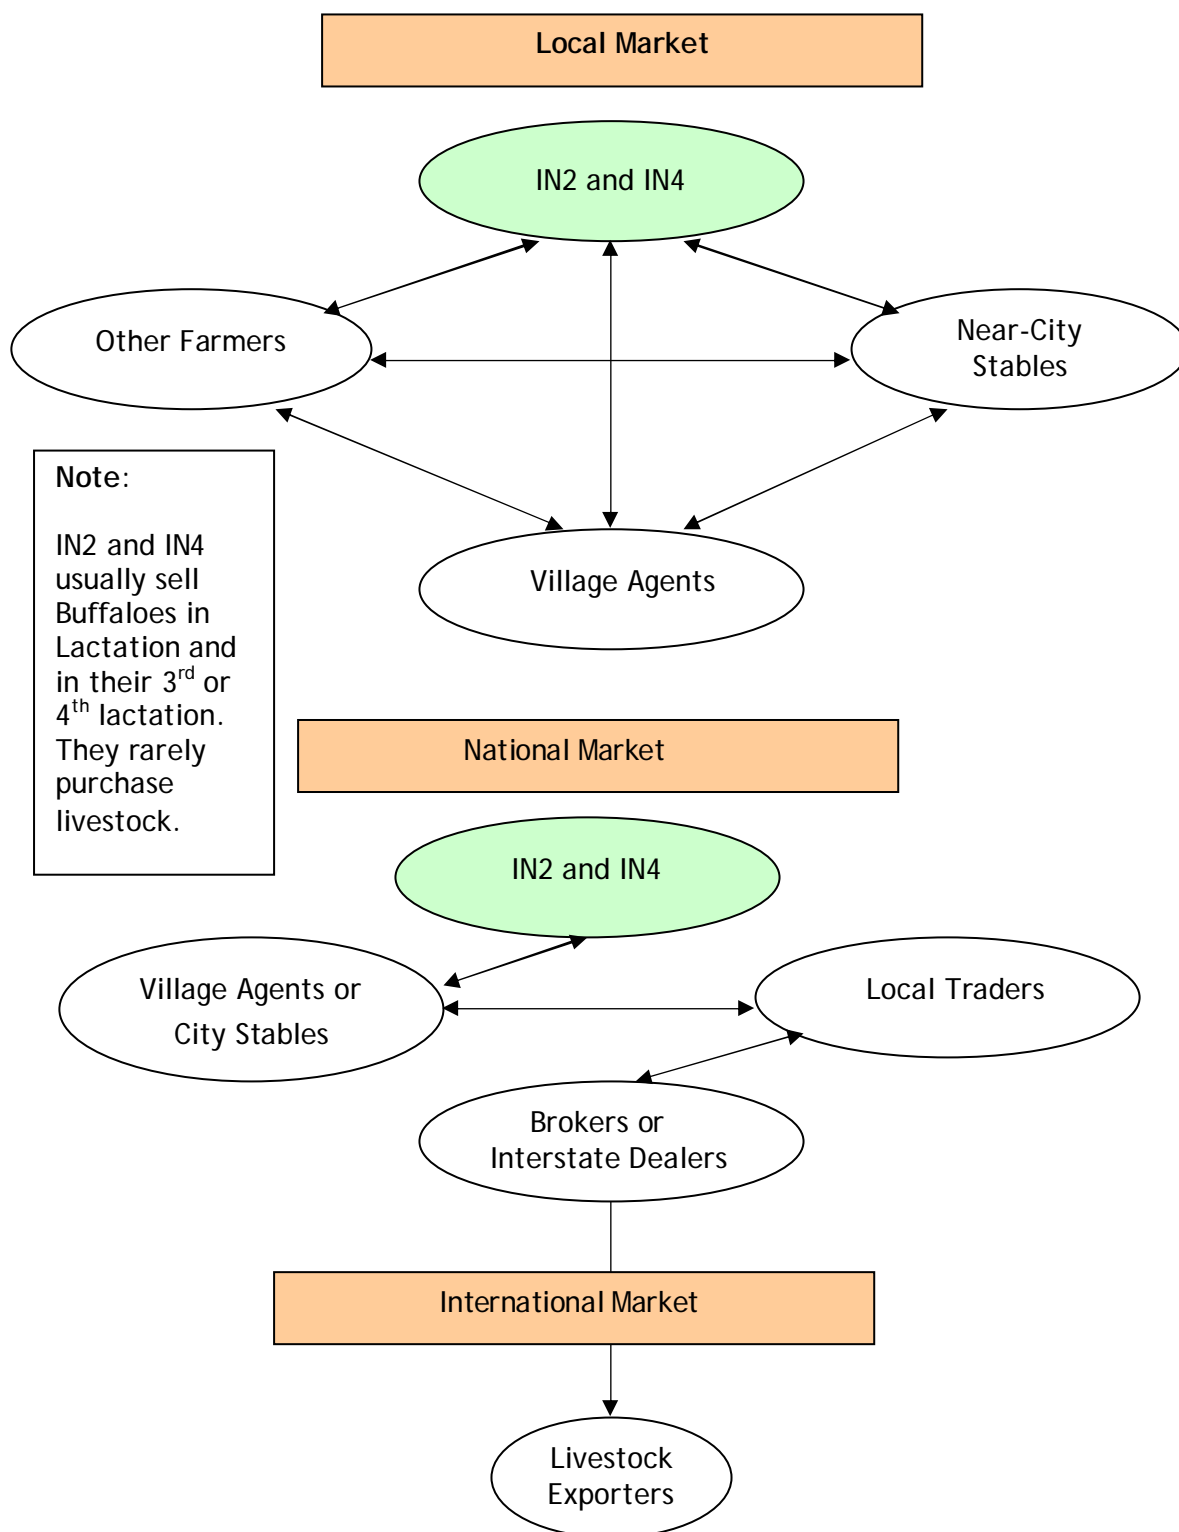 Local Market
IN2 and IN4
Other Farmers
Near-City
Stables
Note:
IN2 and IN4
usually sell
Buffaloes in
Lactation and
in their 3rd or
4th lactation.
They rarely
purchase
livestock.
Village Agents
National Market
IN2 and IN4
Village Agents or
City Stables
Local Traders
Brokers or
Interstate Dealers
International Market
Livestock
Exporters